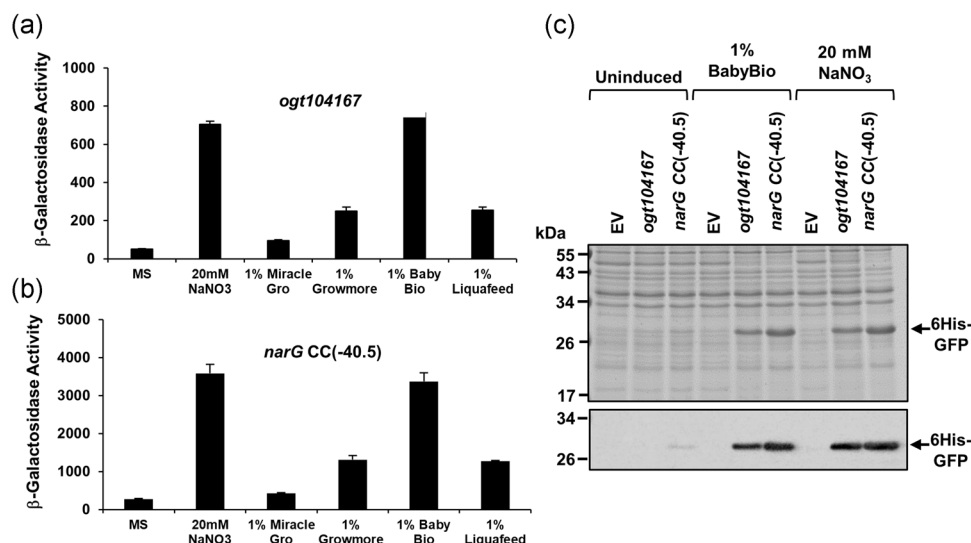 (a)
β-Galactosidase Activity
1000
800
600
400
200
0
ogt104167
MS
20mM
NaNO3
1% Miracle
Gro
1%
Growmore
1% Baby
Bio
1%
Liquafeed
(b)
β-Galactosidase Activity
5000
4000
3000
2000
1000
0
narG CC(-40.5)
MS
20mM
NaNO3
1% Miracle
Gro
1%
Growmore
1% Baby
Bio
1%
Liquafeed
(c)
Uninduced
1%
BabyBio
20 mM
NaNO₃
EV
ogt104167
narG CC(-40.5)
EV
ogt104167
narG CC(-40.5)
EV
ogt104167
narG CC(-40.5)
kDa
55
43
34
26
17
6His-
GFP
34
26
6His-
GFP